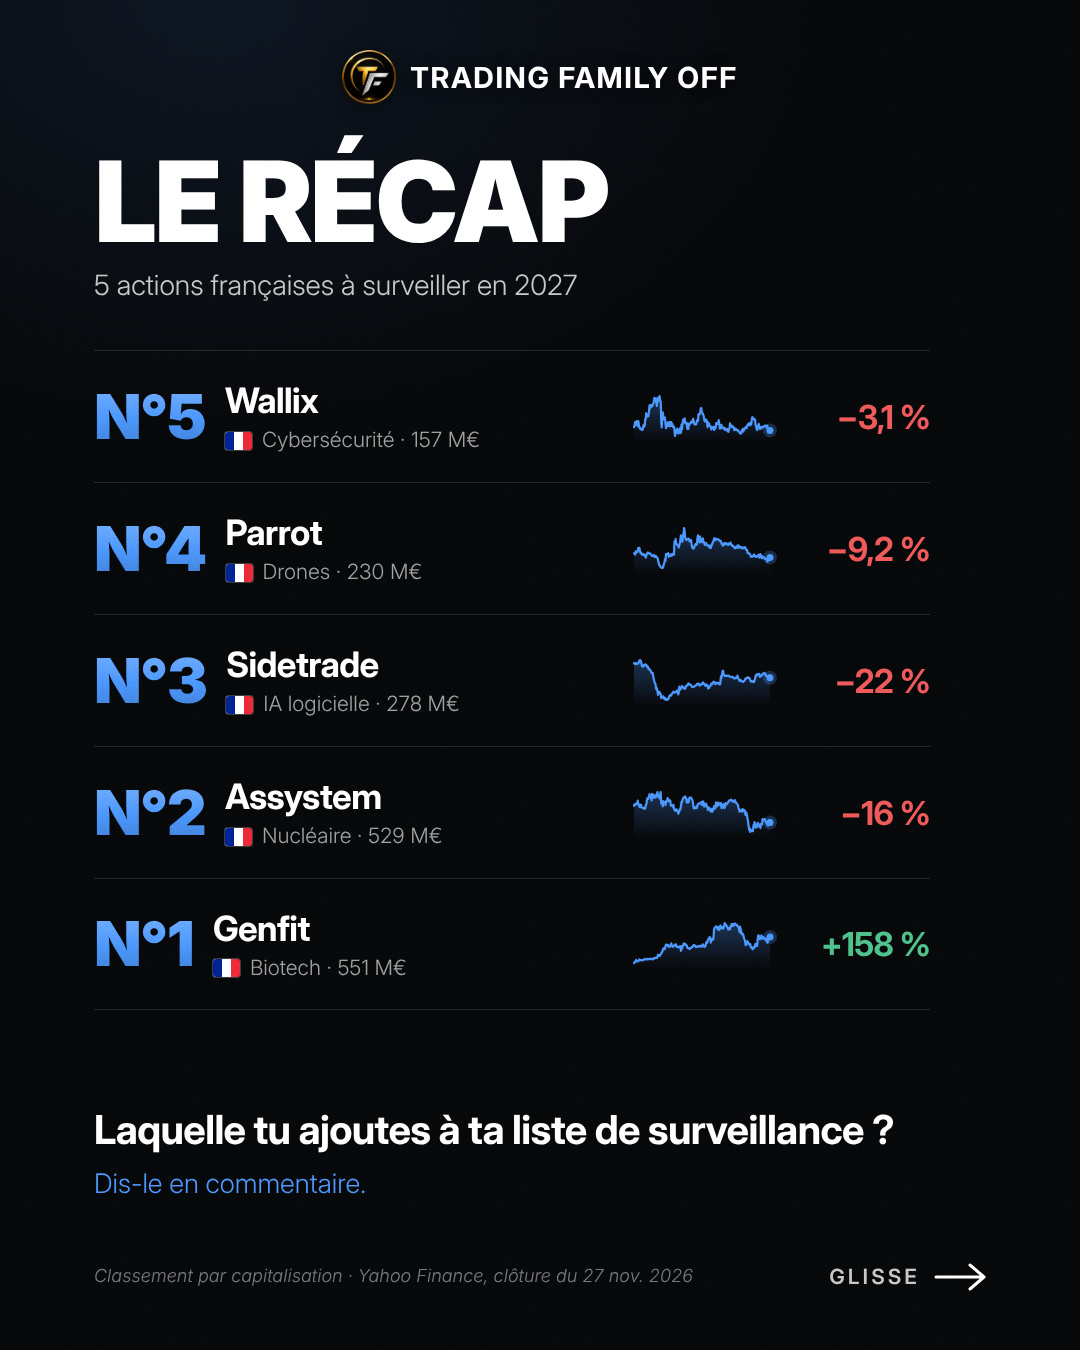 TF
TRADING FAMILY OFF
LE RÉCAP
5 actions françaises à surveiller en 2027
N°5 Wallix
Cybersécurité · 157 M€
−3,1 %
N°4 Parrot
Drones · 230 M€
−9,2 %
N°3 Sidetrade
IA logicielle · 278 M€
−22 %
N°2 Assystem
Nucléaire · 529 M€
−16 %
N°1 Genfit
Biotech · 551 M€
+158 %
Laquelle tu ajoutes à ta liste de surveillance ?
Dis-le en commentaire.
Classement par capitalisation · Yahoo Finance, clôture du 27 nov. 2026
GLISSE